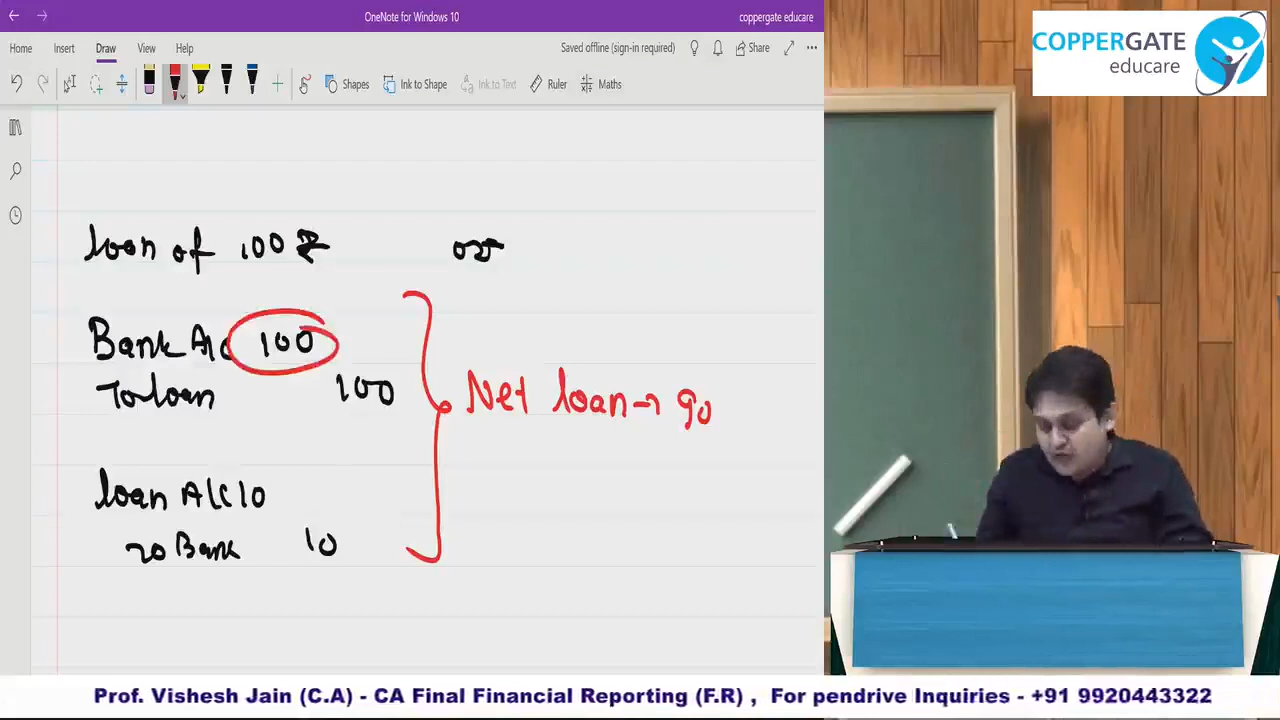 OneNote for Windows 10
coppergate educare
Home Insert Draw View Help
Saved offline (sign-in required)
Share
Shapes
Ink to Shape
Ink to Text
Ruler
Maths
COPPERGATE
educare
loan of 100 ₹ or
Bank A/c 100
To loan 100
Net loan → 90
loan A/c 10
To Bank 10
Prof. Vishesh Jain (C.A) - CA Final Financial Reporting (F.R) , For pendrive Inquiries - +91 9920443322